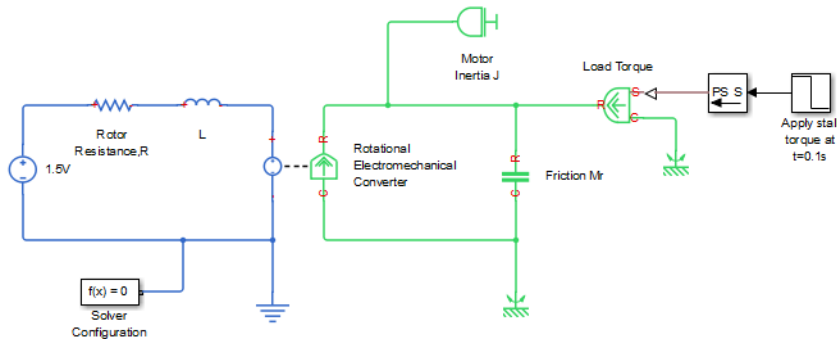 Motor
Inertia J
Load Torque
S
R
C
PS S
Apply stal
torque at
t=0.1s
+
+
+
Rotor
Resistance,R
L
1.5V
R
C
Rotational
Electromechanical
Converter
R
C
Friction Mr
f(x) = 0
Solver
Configuration